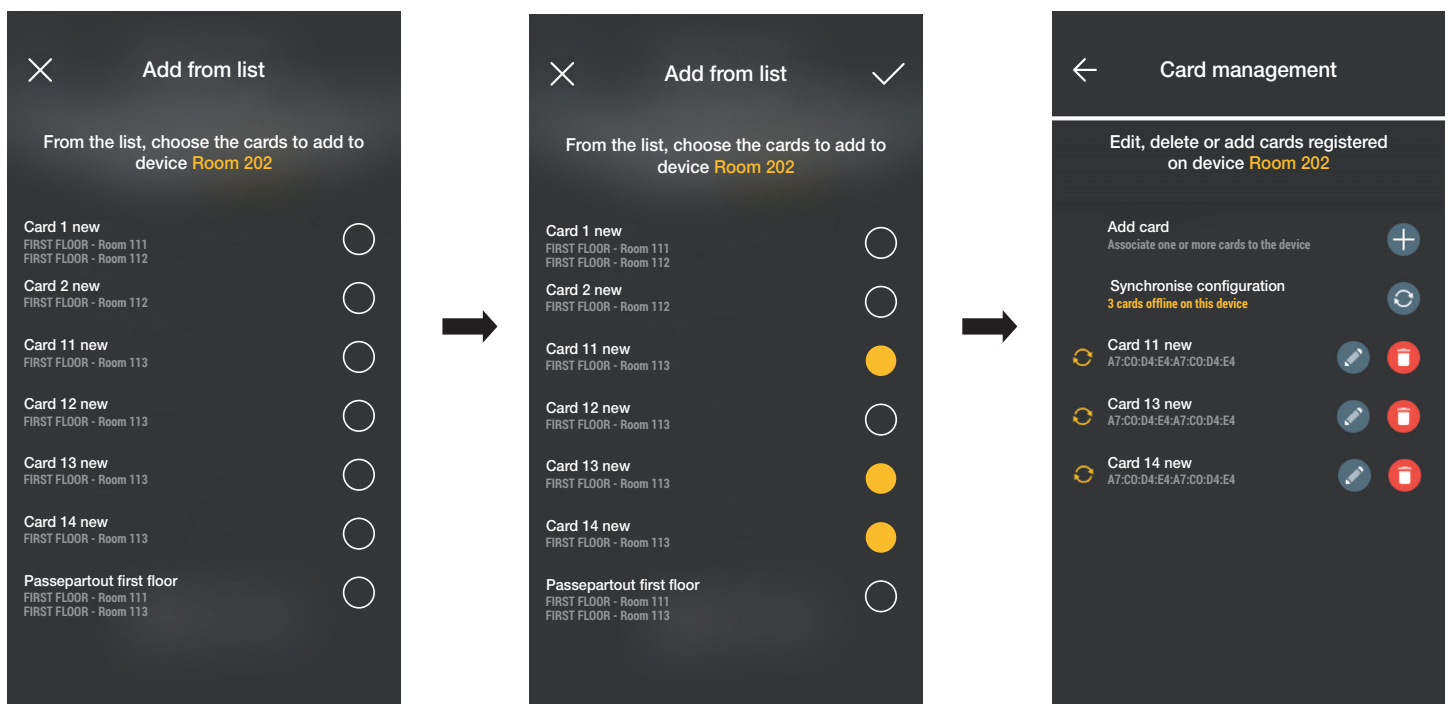 Add from list
From the list, choose the cards to add to
device Room 202
Card 1 new
FIRST FLOOR - Room 111
FIRST FLOOR - Room 112
Card 2 new
FIRST FLOOR - Room 112
Card 11 new
FIRST FLOOR - Room 113
Card 12 new
FIRST FLOOR - Room 113
Card 13 new
FIRST FLOOR - Room 113
Card 14 new
FIRST FLOOR - Room 113
Passepartout first floor
FIRST FLOOR - Room 111
FIRST FLOOR - Room 113
Add from list
From the list, choose the cards to add to
device Room 202
Card 1 new
FIRST FLOOR - Room 111
FIRST FLOOR - Room 112
Card 2 new
FIRST FLOOR - Room 112
Card 11 new
FIRST FLOOR - Room 113
Card 12 new
FIRST FLOOR - Room 113
Card 13 new
FIRST FLOOR - Room 113
Card 14 new
FIRST FLOOR - Room 113
Passepartout first floor
FIRST FLOOR - Room 111
FIRST FLOOR - Room 113
Card management
Edit, delete or add cards registered
on device Room 202
Add card
Associate one or more cards to the device
Synchronise configuration
3 cards offline on this device
Card 11 new
A7:C0:D4:E4:A7:C0:D4:E4
Card 13 new
A7:C0:D4:E4:A7:C0:D4:E4
Card 14 new
A7:C0:D4:E4:A7:C0:D4:E4